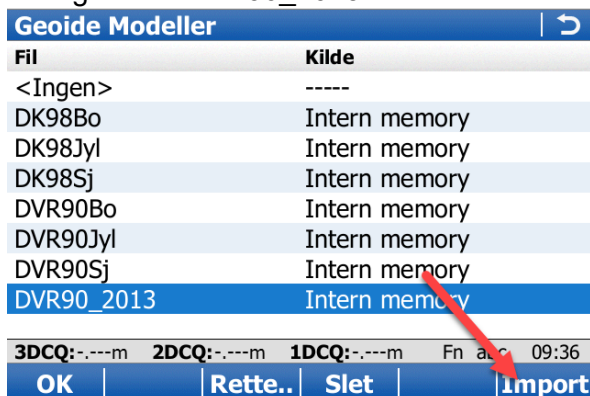 Geoide Modeller
Fil Kilde
<Ingen> -----
DK98Bo Intern memory
DK98Jyl Intern memory
DK98Sj Intern memory
DVR90Bo Intern memory
DVR90Jyl Intern memory
DVR90Sj Intern memory
DVR90_2013 Intern memory
3DCQ:-.---m 2DCQ:-.---m 1DCQ:-.---m Fn abc 09:36
OK Rette.. Slet Import